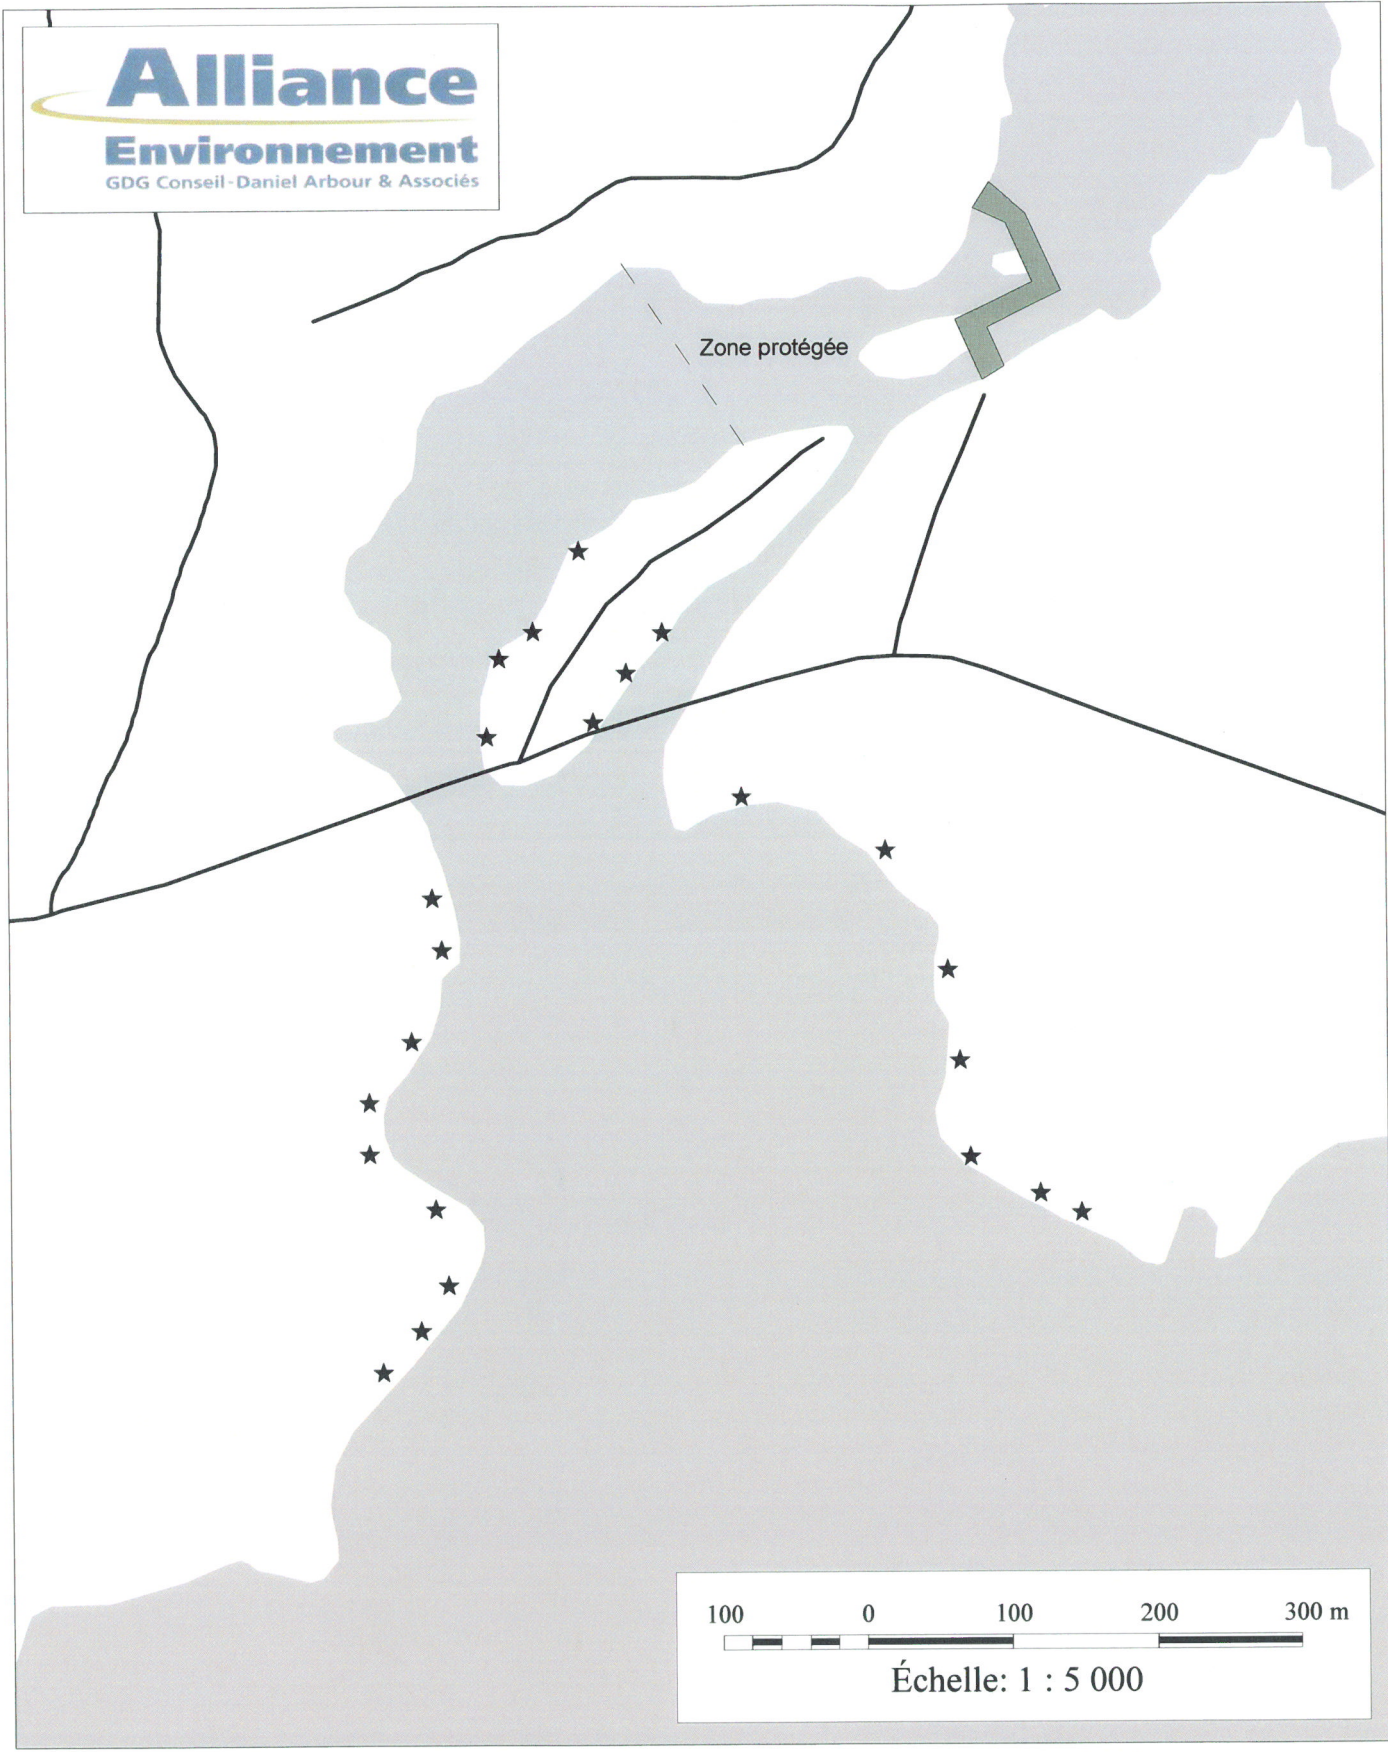 Alliance
Environnement
GDG Conseil-Daniel Arbour & Associés
Zone protégée
100 0 100 200 300 m
Échelle: 1 : 5 000